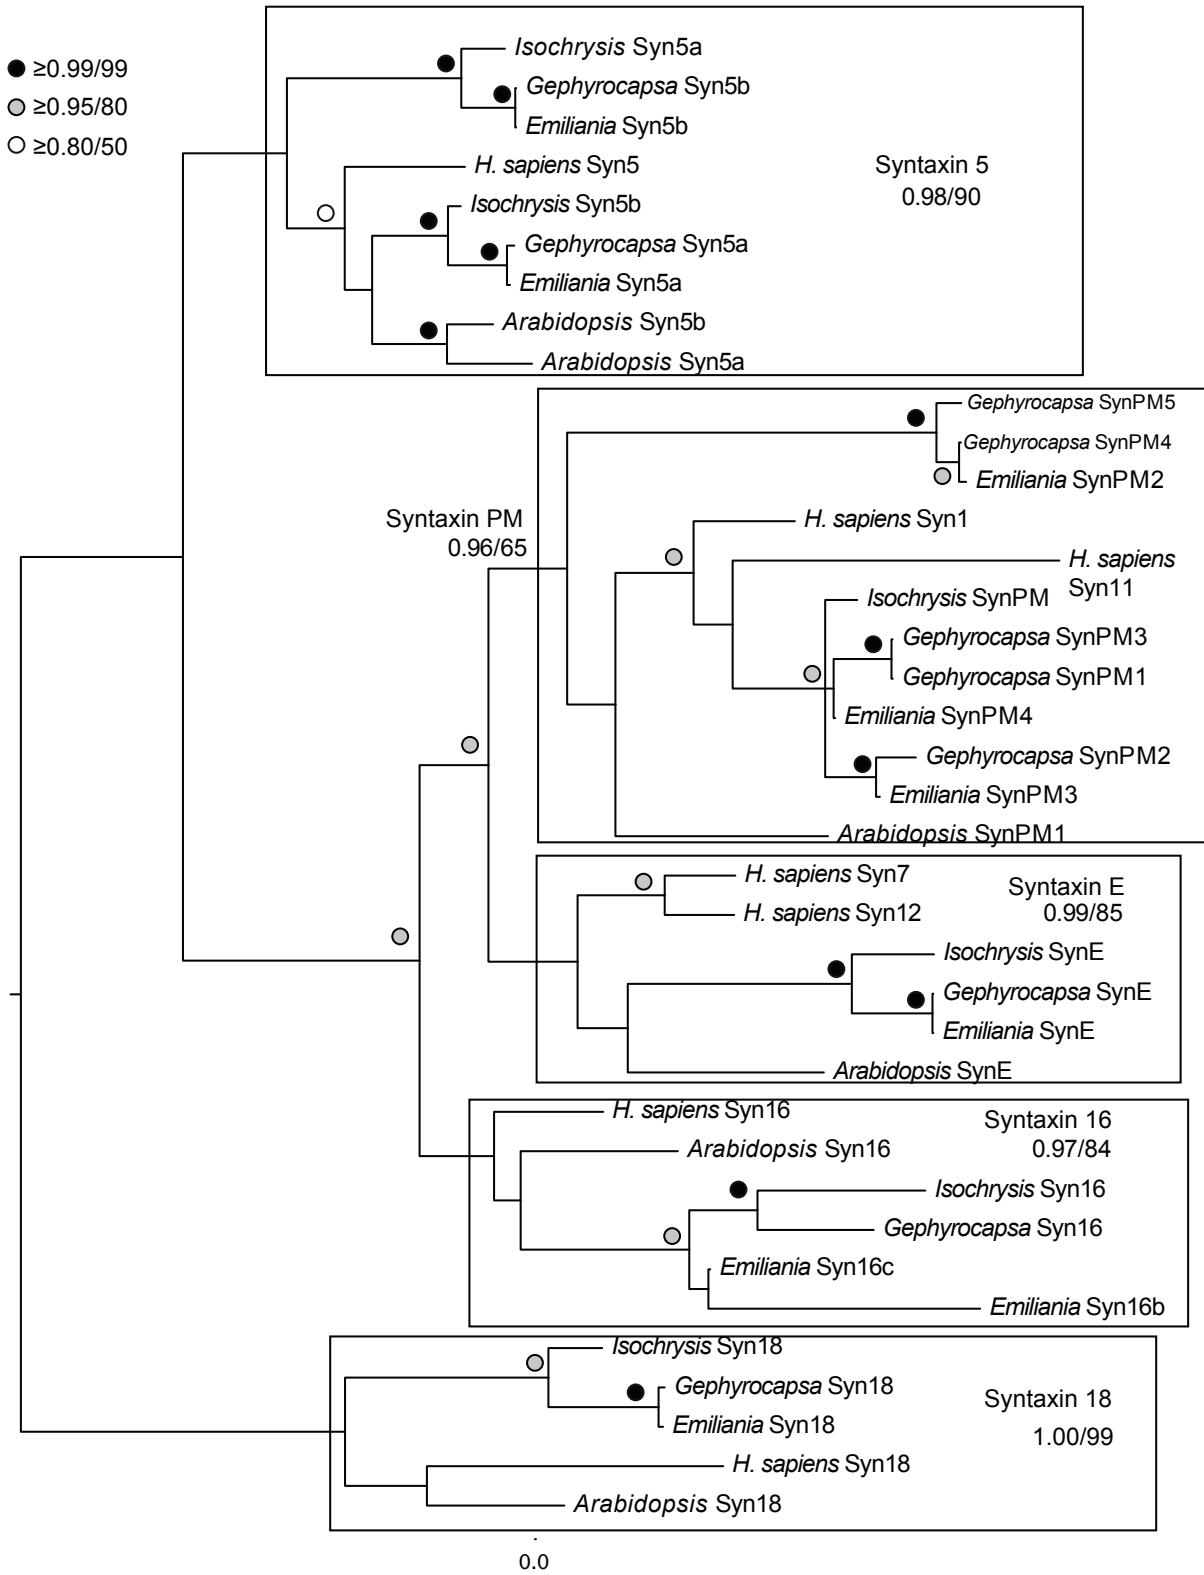 ≥0.99/99
≥0.95/80
≥0.80/50
Isochrysis Syn5a
Gephyrocapsa Syn5b
Emiliania Syn5b
H. sapiens Syn5
Syntaxin 5
0.98/90
Isochrysis Syn5b
Gephyrocapsa Syn5a
Emiliania Syn5a
Arabidopsis Syn5b
Arabidopsis Syn5a
Gephyrocapsa SynPM5
Gephyrocapsa SynPM4
Emiliania SynPM2
Syntaxin PM
0.96/65
H. sapiens Syn1
H. sapiens
Syn11
Isochrysis SynPM
Gephyrocapsa SynPM3
Gephyrocapsa SynPM1
Emiliania SynPM4
Gephyrocapsa SynPM2
Emiliania SynPM3
Arabidopsis SynPM1
H. sapiens Syn7
Syntaxin E
0.99/85
H. sapiens Syn12
Isochrysis SynE
Gephyrocapsa SynE
Emiliania SynE
Arabidopsis SynE
H. sapiens Syn16
Syntaxin 16
0.97/84
Arabidopsis Syn16
Isochrysis Syn16
Gephyrocapsa Syn16
Emiliania Syn16c
Emiliania Syn16b
Isochrysis Syn18
Gephyrocapsa Syn18
Syntaxin 18
1.00/99
Emiliania Syn18
H. sapiens Syn18
Arabidopsis Syn18
0.0